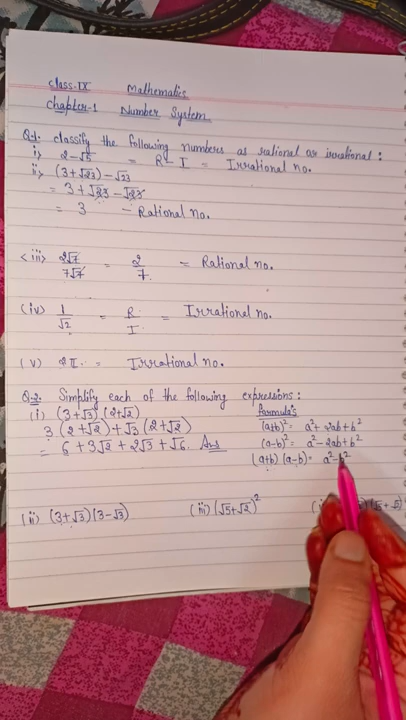 Class-IX Mathematics
Chapter-1 Number System
Q-1. Classify the following numbers as rational or irrational:
i) 2-√5 = R-I = Irrational no.
ii) (3+√23)-√23
= 3+√23-√23
= 3 - Rational no.
(iii) 2√7/7√7 = 2/7 = Rational no.
(iv) 1/√2 = R/I = Irrational no.
(v) = Irrational no.
Q-2. Simplify each of the following expressions:
(i) (3+√3)(2+√2)
3(2+√2)+√3(2+√2)
= 6+3√2+2√3+√6. Ans
Formula's
(a+b)² = a²+2ab+b²
(a-b)² = a²-2ab+b²
(a+b)(a-b) = a²-b²
(ii) (3+√3)(3-√3) (iii) (√5+√2)²